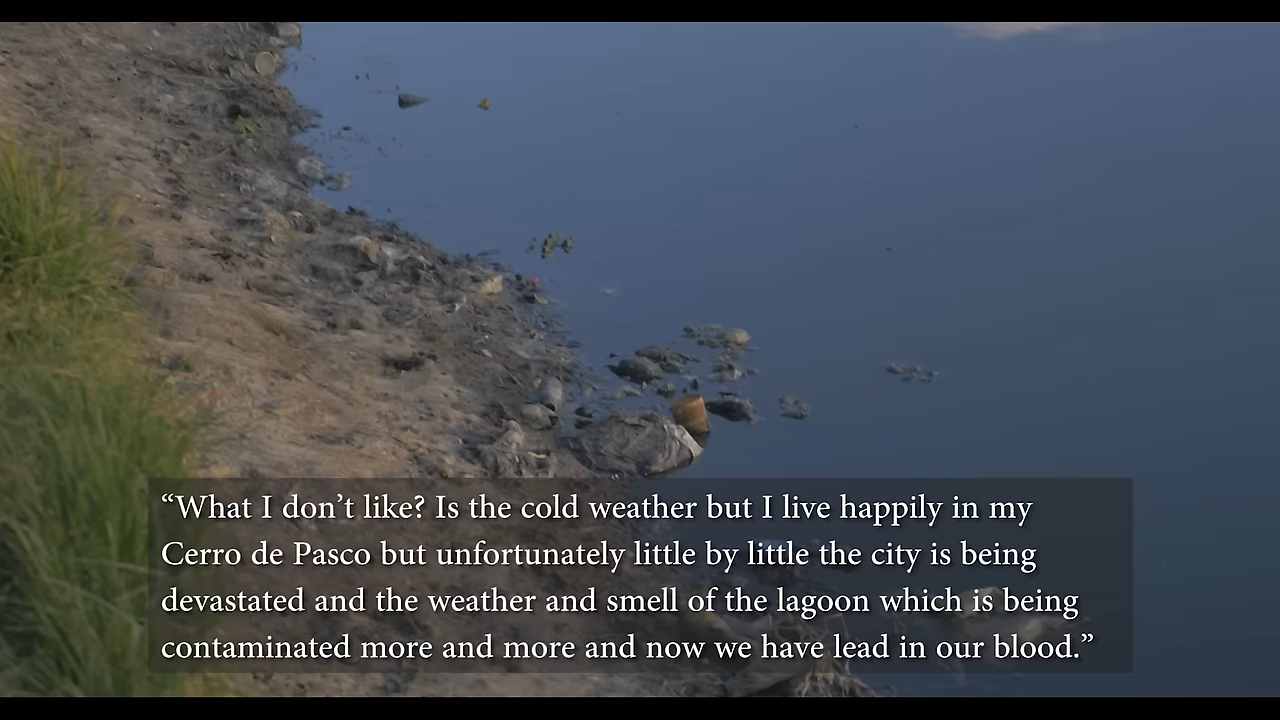 “What I don’t like? Is the cold weather but I live happily in my
Cerro de Pasco but unfortunately little by little the city is being
devastated and the weather and smell of the lagoon which is being
contaminated more and more and now we have lead in our blood.”